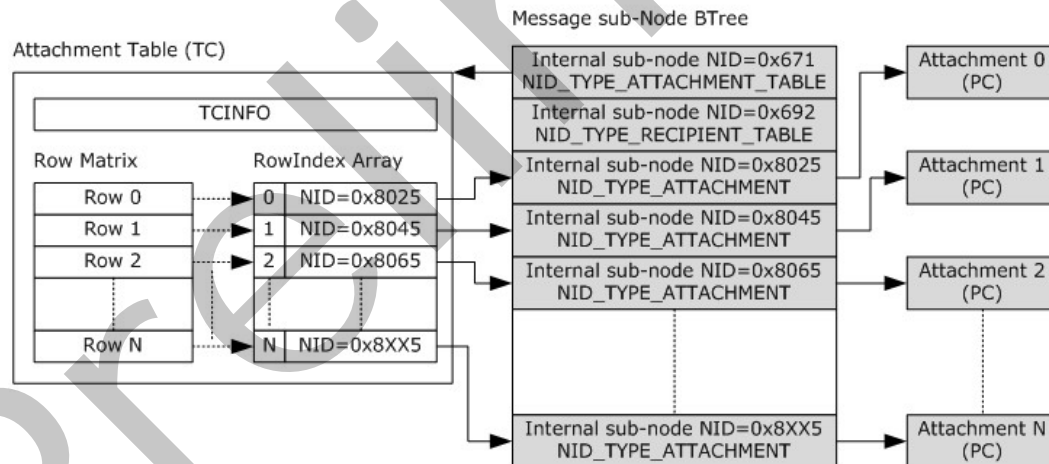 Message sub-Node BTree
Attachment Table (TC)
Internal sub-node NID=0x671
NID_TYPE_ATTACHMENT_TABLE
Attachment 0
(PC)
TCINFO
Internal sub-node NID=0x692
NID_TYPE_RECIPIENT_TABLE
Row Matrix
RowIndex Array
Internal sub-node NID=0x8025
NID_TYPE_ATTACHMENT
Attachment 1
(PC)
Row 0
0 NID=0x8025
Row 1
1 NID=0x8045
Internal sub-node NID=0x8045
NID_TYPE_ATTACHMENT
Row 2
2 NID=0x8065
Internal sub-node NID=0x8065
NID_TYPE_ATTACHMENT
Attachment 2
(PC)
Row N
N NID=0x8XX5
Internal sub-node NID=0x8XX5
NID_TYPE_ATTACHMENT
Attachment N
(PC)